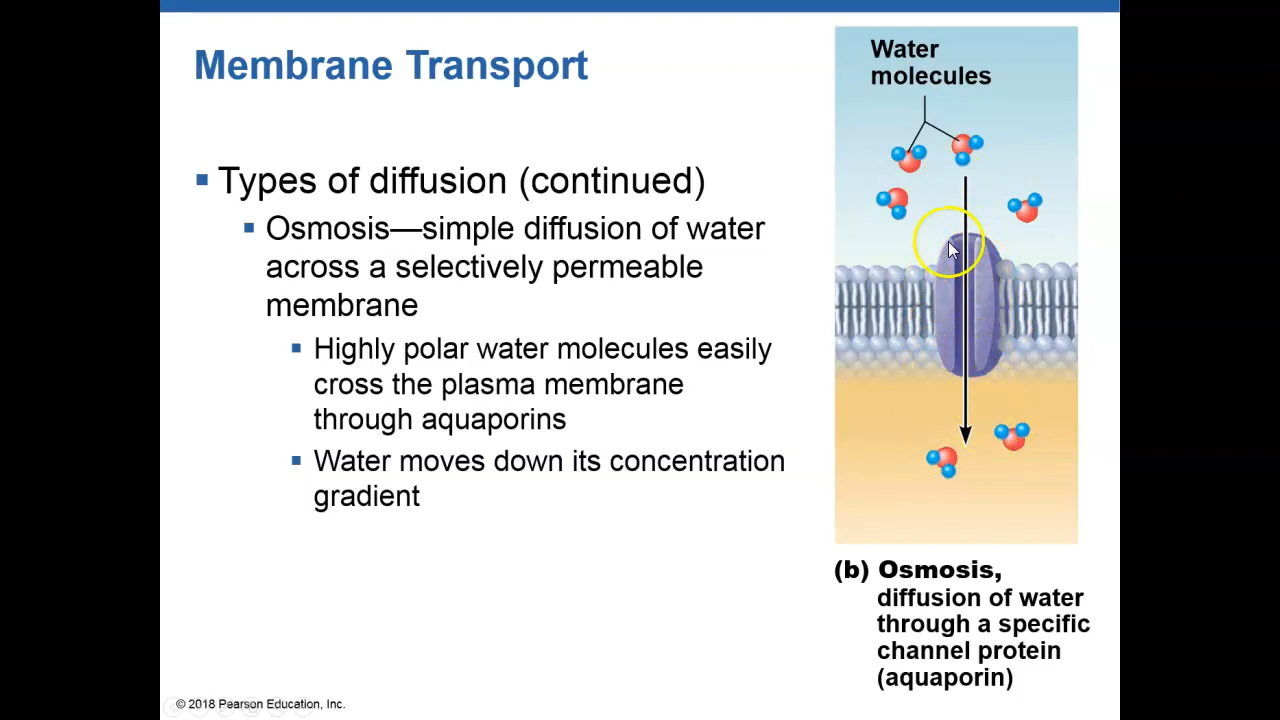 Membrane Transport
Types of diffusion (continued)
Osmosis—simple diffusion of water
across a selectively permeable
membrane
Highly polar water molecules easily
cross the plasma membrane
through aquaporins
Water moves down its concentration
gradient
Water
molecules
(b) Osmosis,
diffusion of water
through a specific
channel protein
(aquaporin)
© 2018 Pearson Education, Inc.